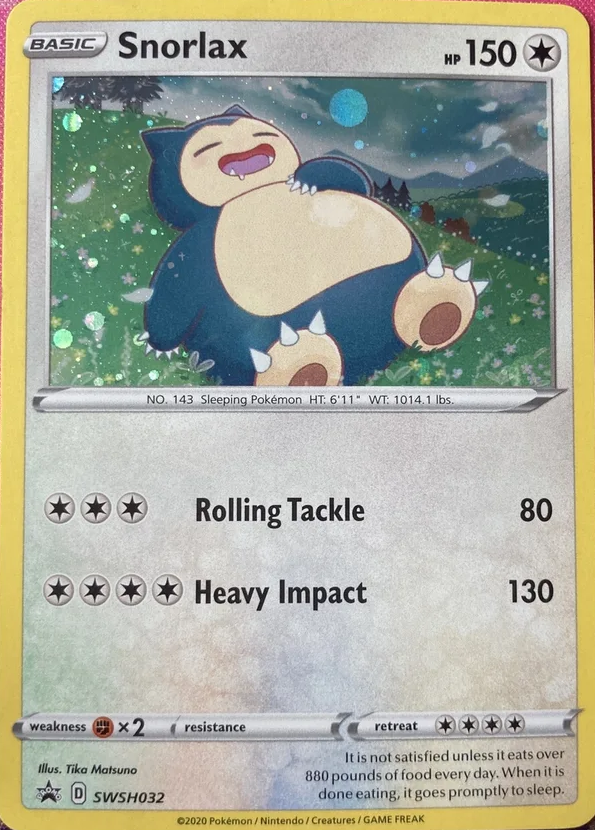 BASIC Snorlax HP 150
NO. 143 Sleeping Pokémon HT: 6'11" WT: 1014.1 lbs.
Rolling Tackle 80
Heavy Impact 130
weakness ×2 resistance retreat
Illus. Tika Matsuno
It is not satisfied unless it eats over
880 pounds of food every day. When it is
done eating, it goes promptly to sleep.
D SWSH032
©2020 Pokémon / Nintendo / Creatures / GAME FREAK